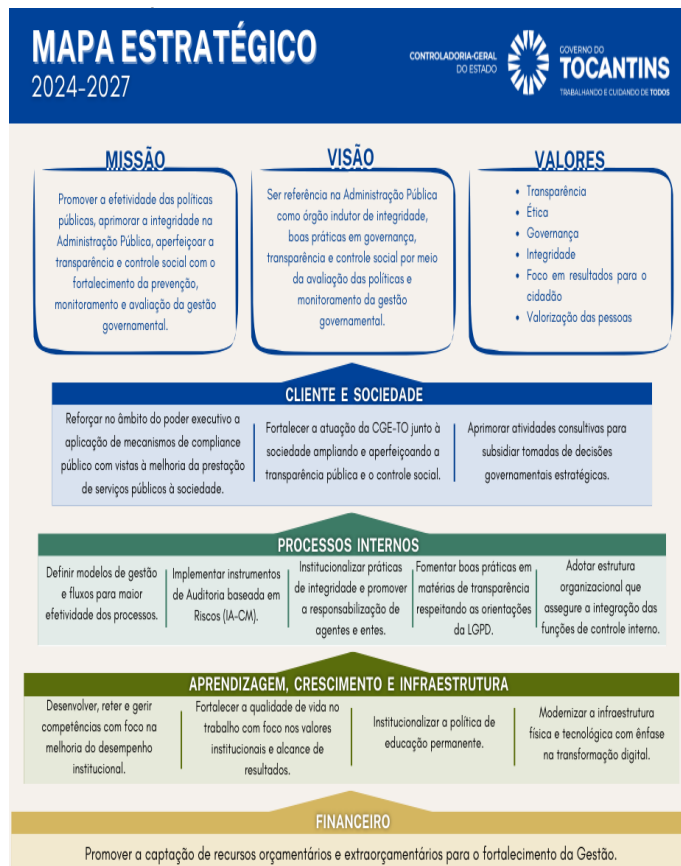 MAPA ESTRATÉGICO
2024-2027
CONTROLADORIA-GERAL
DO ESTADO
GOVERNO DO
TOCANTINS
TRABALHANDO E CUIDANDO DE TODOS
MISSÃO
Promover a efetividade das políticas
públicas, aprimorar a integridade na
Administração Pública, aperfeiçoar a
transparência e controle social com o
fortalecimento da prevenção,
monitoramento e avaliação da gestão
governamental.
VISÃO
Ser referência na Administração Pública
como órgão indutor de integridade,
boas práticas em governança,
transparência e controle social por meio
da avaliação das políticas e
monitoramento da gestão
governamental.
VALORES
• Transparência
• Ética
• Governança
• Integridade
• Foco em resultados para o
cidadão
• Valorização das pessoas
CLIENTE E SOCIEDADE
Reforçar no âmbito do poder executivo a
aplicação de mecanismos de compliance
público com vistas à melhoria da prestação
de serviços públicos à sociedade.
Fortalecer a atuação da CGE-TO junto à
sociedade ampliando e aperfeiçoando a
transparência pública e o controle social.
Aprimorar atividades consultivas para
subsidiar tomadas de decisões
governamentais estratégicas.
PROCESSOS INTERNOS
Definir modelos de gestão
e fluxos para maior
efetividade dos processos.
Implementar instrumentos
de Auditoria baseada em
Riscos (IA-CM).
Institucionalizar práticas
de integridade e promover
a responsabilização de
agentes e entes.
Fomentar boas práticas em
matérias de transparência
respeitando as orientações
da LGPD.
Adotar estrutura
organizacional que
assegure a integração das
funções de controle interno.
APRENDIZAGEM, CRESCIMENTO E INFRAESTRUTURA
Desenvolver, reter e gerir
competências com foco na
melhoria do desempenho
institucional.
Fortalecer a qualidade de vida no
trabalho com foco nos valores
institucionais e alcance de
resultados.
Institucionalizar a política de
educação permanente.
Modernizar a infraestrutura
física e tecnológica com ênfase
na transformação digital.
FINANCEIRO
Promover a captação de recursos orçamentários e extraorçamentários para o fortalecimento da Gestão.